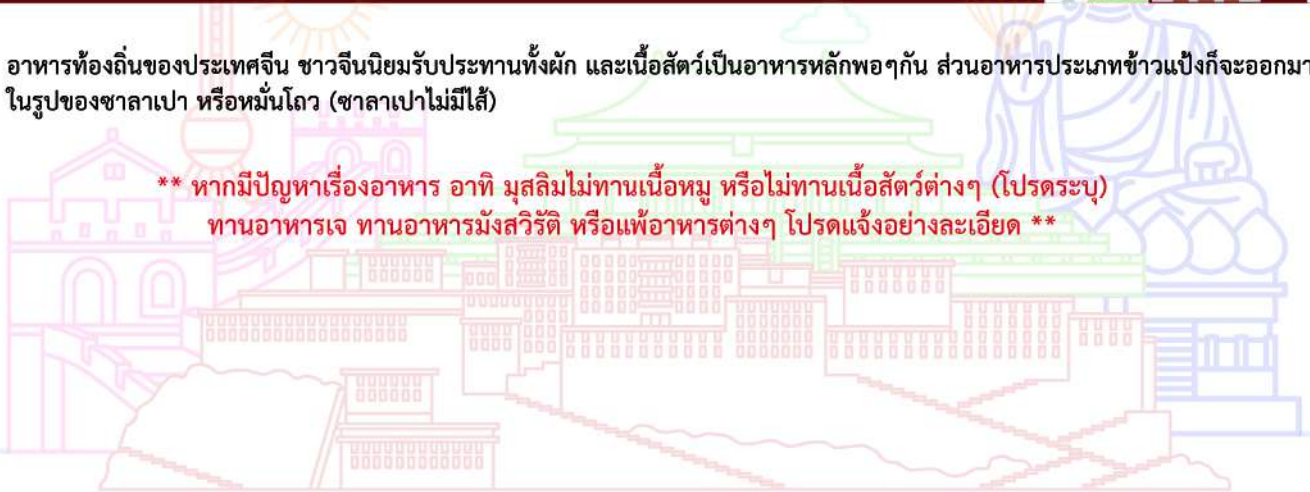 อาหารท้องถิ่นของประเทศจีน ชาวจีนนิยมรับประทานทั้งผัก และเนื้อสัตว์เป็นอาหารหลักพอๆกัน ส่วนอาหารประเภทข้าวแป้งก็จะออกมา
ในรูปของซาลาเปา หรือหมั่นโถว (ซาลาเปาไม่มีไส้)
** หากมีปัญหาเรื่องอาหาร อาทิ มุสลิมไม่ทานเนื้อหมู หรือไม่ทานเนื้อสัตว์ต่างๆ (โปรดระบุ)
ทานอาหารเจ ทานอาหารมังสวิรัติ หรือแพ้อาหารต่างๆ โปรดแจ้งอย่างละเอียด **